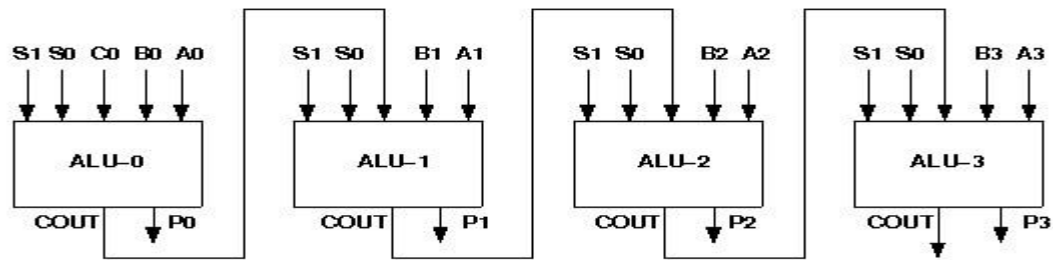 S1 S0 C0 B0 A0 S1 S0 B1 A1 S1 S0 B2 A2 S1 S0 B3 A3
ALU-0 ALU-1 ALU-2 ALU-3
COUT P0 COUT P1 COUT P2 COUT P3